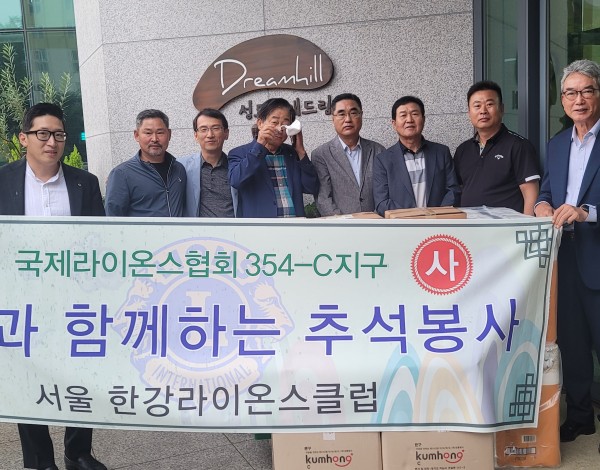 Dreamhill
국제라이온스협회 354-C지구
사
과 함께하는 추석봉사
INTERNATIONAL
서울 한강라이온스클럽
kumhong
kumhong